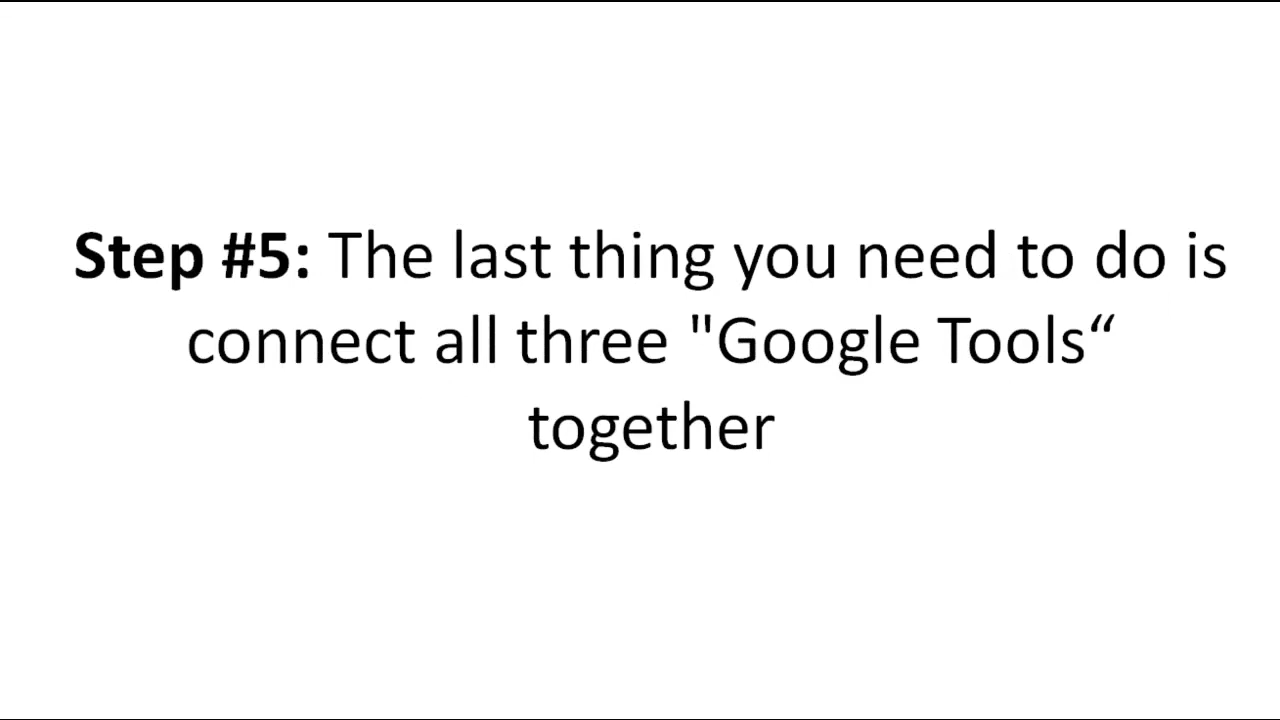 Step #5: The last thing you need to do is
connect all three "Google Tools“
together